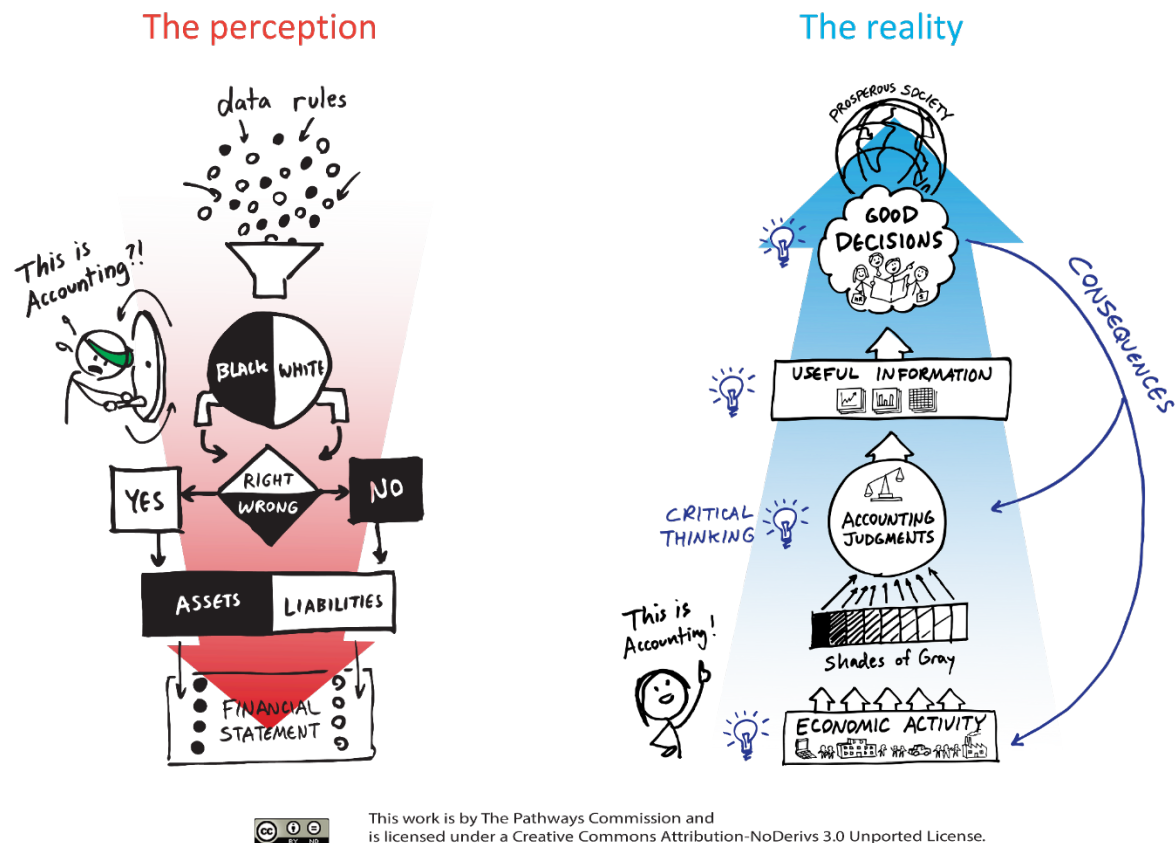 The perception
data rules
This is
Accounting?!
BLACK WHITE
RIGHT
WRONG
YES
NO
ASSETS LIABILITIES
FINANCIAL
STATEMENT
The reality
PROSPEROUS SOCIETY
GOOD
DECISIONS
CONSEQUENCES
USEFUL INFORMATION
CRITICAL
THINKING
ACCOUNTING
JUDGMENTS
This is
Accounting!
Shades of Gray
ECONOMIC ACTIVITY
cc
BY ND
This work is by The Pathways Commission and
is licensed under a Creative Commons Attribution-NoDerivs 3.0 Unported License.